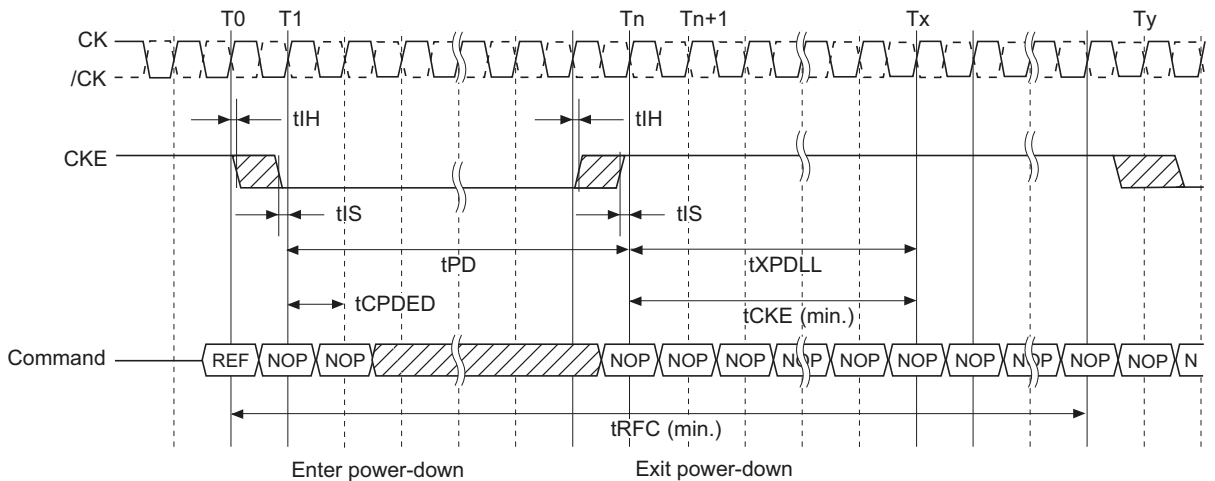 T0 T1 Tn Tn+1 Tx Ty
CK
/CK
tIH tIH
CKE
tIS tIS
tPD tXPDLL
tCPDED tCKE (min.)
Command REF NOP NOP NOP NOP NOP NOP NOP NOP NOP NOP NOP NOP N
tRFC (min.)
Enter power-down Exit power-down